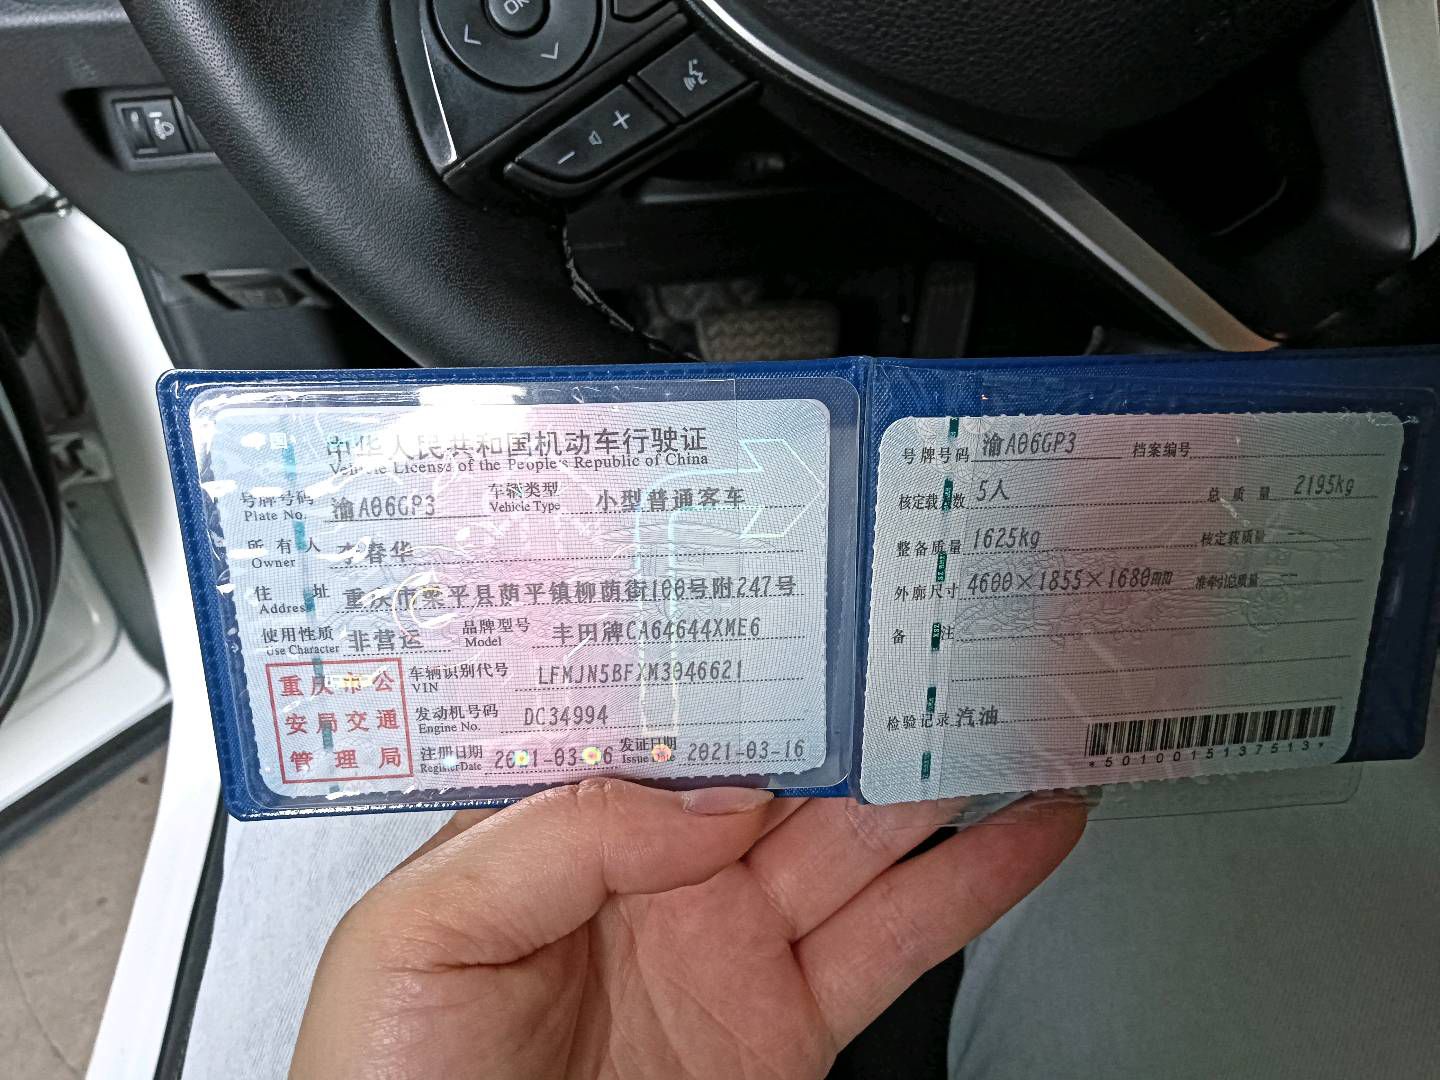 OK
中华人民共和国机动车行驶证
Vehicle License of the People's Republic of China
号牌号码 渝A06GP3 车辆类型 小型普通客车
Plate No. Vehicle Type
所有人 李春华
Owner
住址 重庆市 平县荫平镇柳荫街100号附247号
Address
使用性质 非营运 品牌型号 丰田牌CA64644XME6
Use Character Model
重庆市公安局交通管理局
车辆识别代号 LFMJN5BFXM3046621
VIN
发动机号码 DC34994
Engine No.
注册日期 2021-03-16 发证日期 2021-03-16
Register Date Issue Date
号牌号码 渝A06GP3 档案编号
核定载人数 5人 总质量 2195kg
整备质量 1625kg 核定载质量 --
外廓尺寸 4600×1855×1680mm 准牵引总质量 --
备注
检验记录 汽油
*5010015137513*